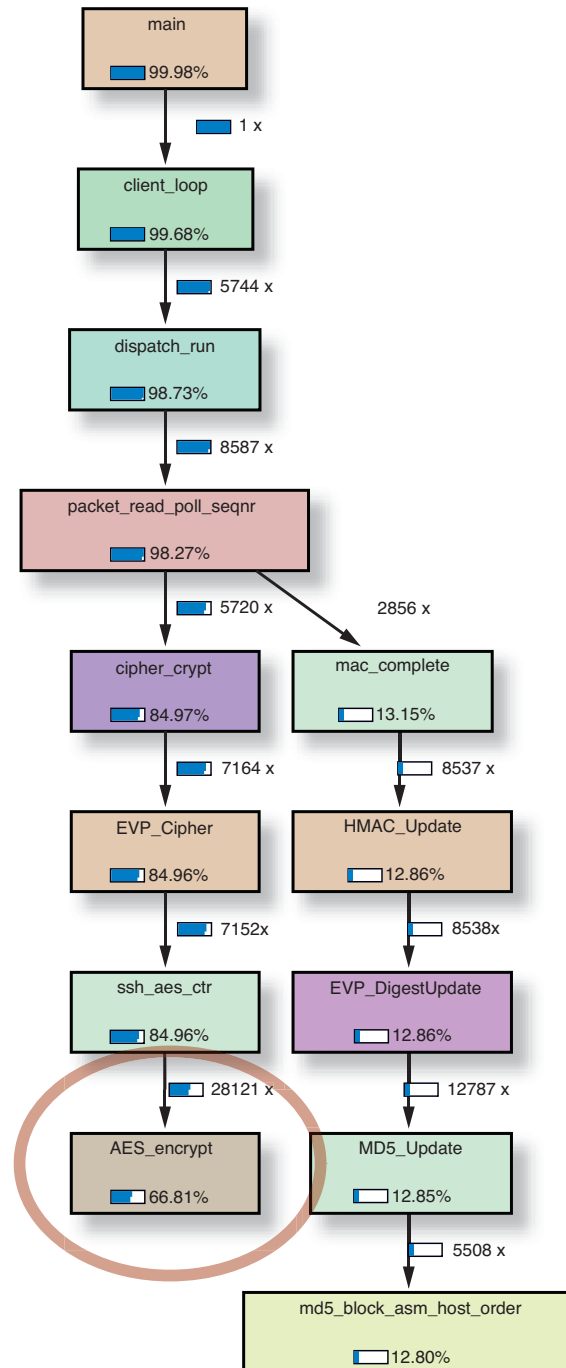 main
99.98%
1 x
client_loop
99.68%
5744 x
dispatch_run
98.73%
8587 x
packet_read_poll_seqnr
98.27%
5720 x
2856 x
cipher_crypt
84.97%
mac_complete
13.15%
7164 x
8537 x
EVP_Cipher
84.96%
HMAC_Update
12.86%
7152x
8538x
ssh_aes_ctr
84.96%
EVP_DigestUpdate
12.86%
28121 x
12787 x
AES_encrypt
66.81%
MD5_Update
12.85%
5508 x
md5_block_asm_host_order
12.80%